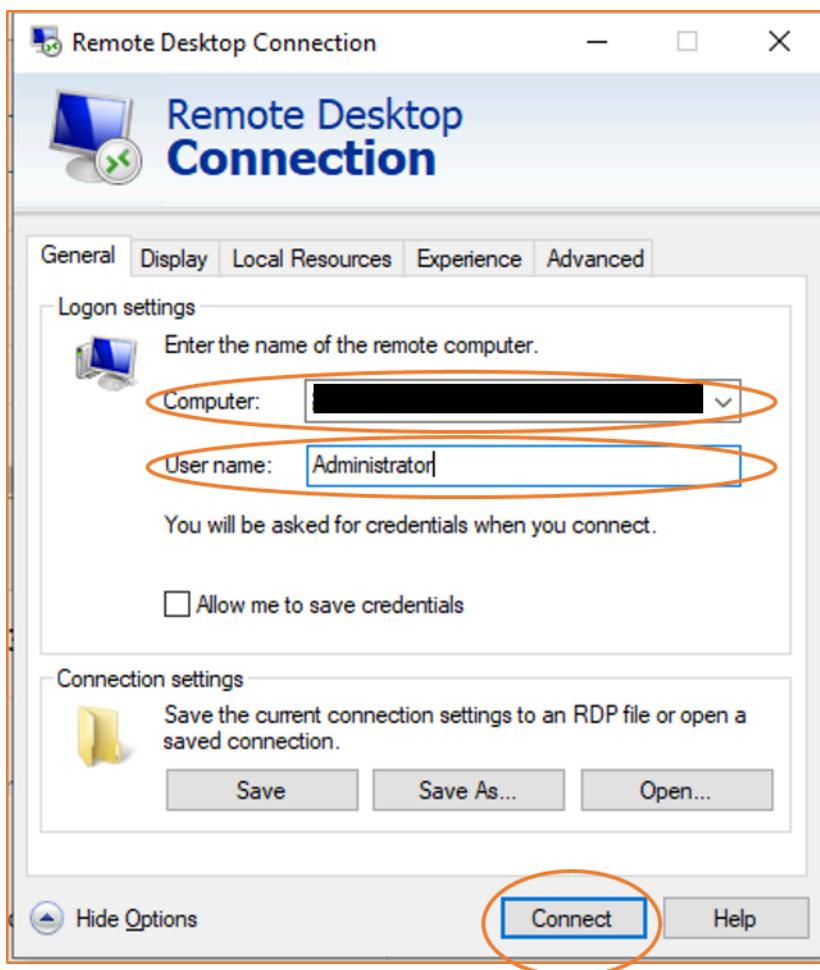 Remote Desktop Connection
Remote Desktop
Connection
General Display Local Resources Experience Advanced
Logon settings
Enter the name of the remote computer.
Computer:
User name: Administrator
You will be asked for credentials when you connect.
Allow me to save credentials
Connection settings
Save the current connection settings to an RDP file or open a
saved connection.
Save Save As... Open...
Hide Options Connect Help